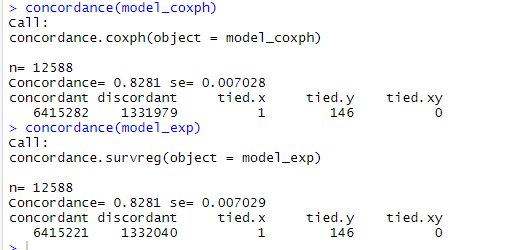 > concordance(model_coxph)
Call:
concordance.coxph(object = model_coxph)

n= 12588
Concordance= 0.8281 se= 0.007028
concordant discordant     tied.x     tied.y    tied.xy
   6415282    1331979          1        146          0
> concordance(model_exp)
Call:
concordance.survreg(object = model_exp)

n= 12588
Concordance= 0.8281 se= 0.007029
concordant discordant     tied.x     tied.y    tied.xy
   6415221    1332040          1        146          0
>